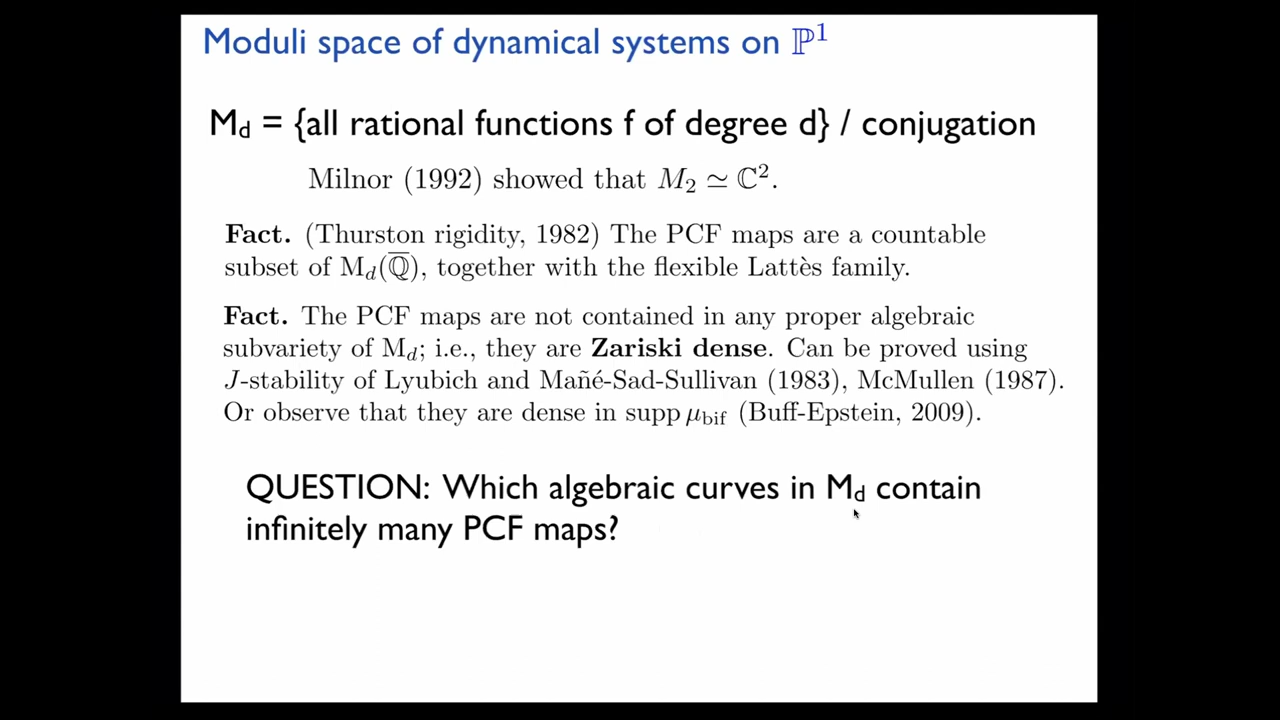 Moduli space of dynamical systems on ℙ¹
M_d = {all rational functions f of degree d} / conjugation
Milnor (1992) showed that M₂ ≃ ℂ².
Fact. (Thurston rigidity, 1982) The PCF maps are a countable
subset of M_d(ℚ̅), together with the flexible Lattès family.
Fact. The PCF maps are not contained in any proper algebraic
subvariety of M_d; i.e., they are Zariski dense. Can be proved using
J-stability of Lyubich and Mañé-Sad-Sullivan (1983), McMullen (1987).
Or observe that they are dense in supp μ_bif (Buff-Epstein, 2009).
QUESTION: Which algebraic curves in M_d contain
infinitely many PCF maps?